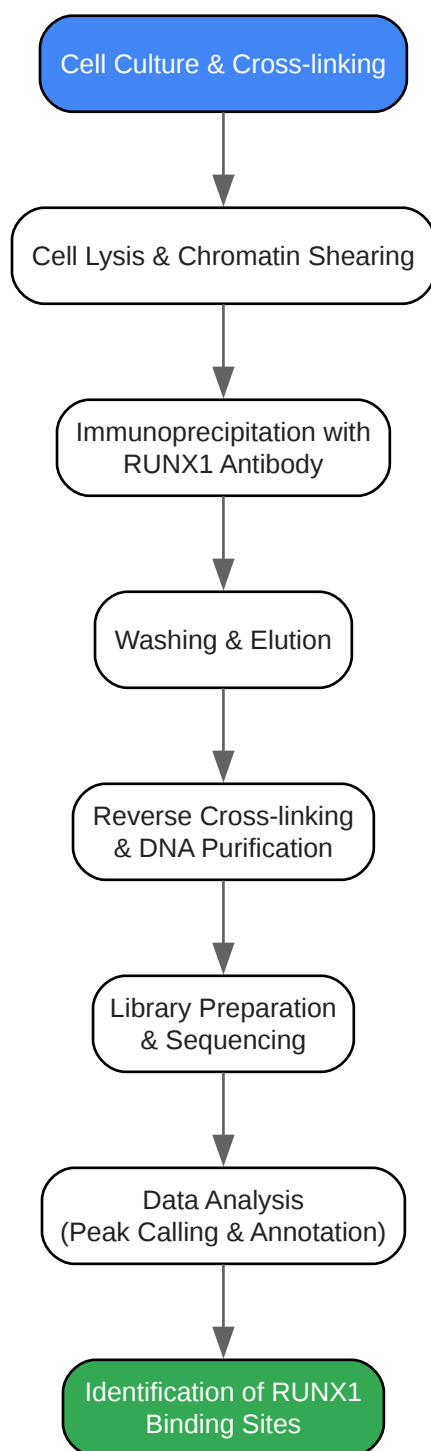 Cell Culture & Cross-linking
Cell Lysis & Chromatin Shearing
Immunoprecipitation with
RUNX1 Antibody
Washing & Elution
Reverse Cross-linking
& DNA Purification
Library Preparation
& Sequencing
Data Analysis
(Peak Calling & Annotation)
Identification of RUNX1
Binding Sites